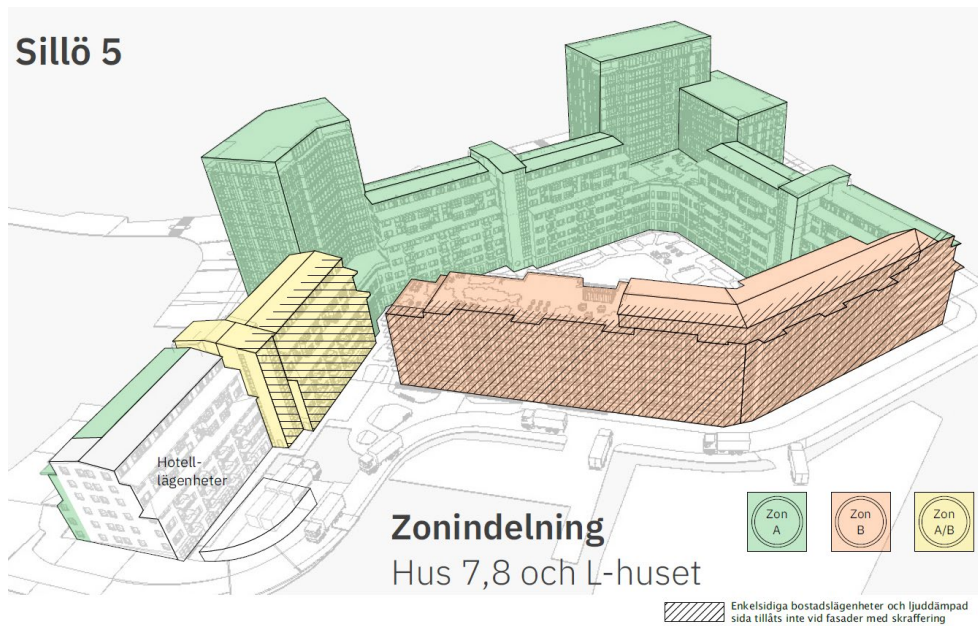 Sillö 5
Hotell-
lägenheter
Zonindelning
Hus 7,8 och L-huset
Zon
A
Zon
B
Zon
A/B
Enkelsidiga bostadslägenheter och ljuddämpad
sida tillåts inte vid fasader med skraffering